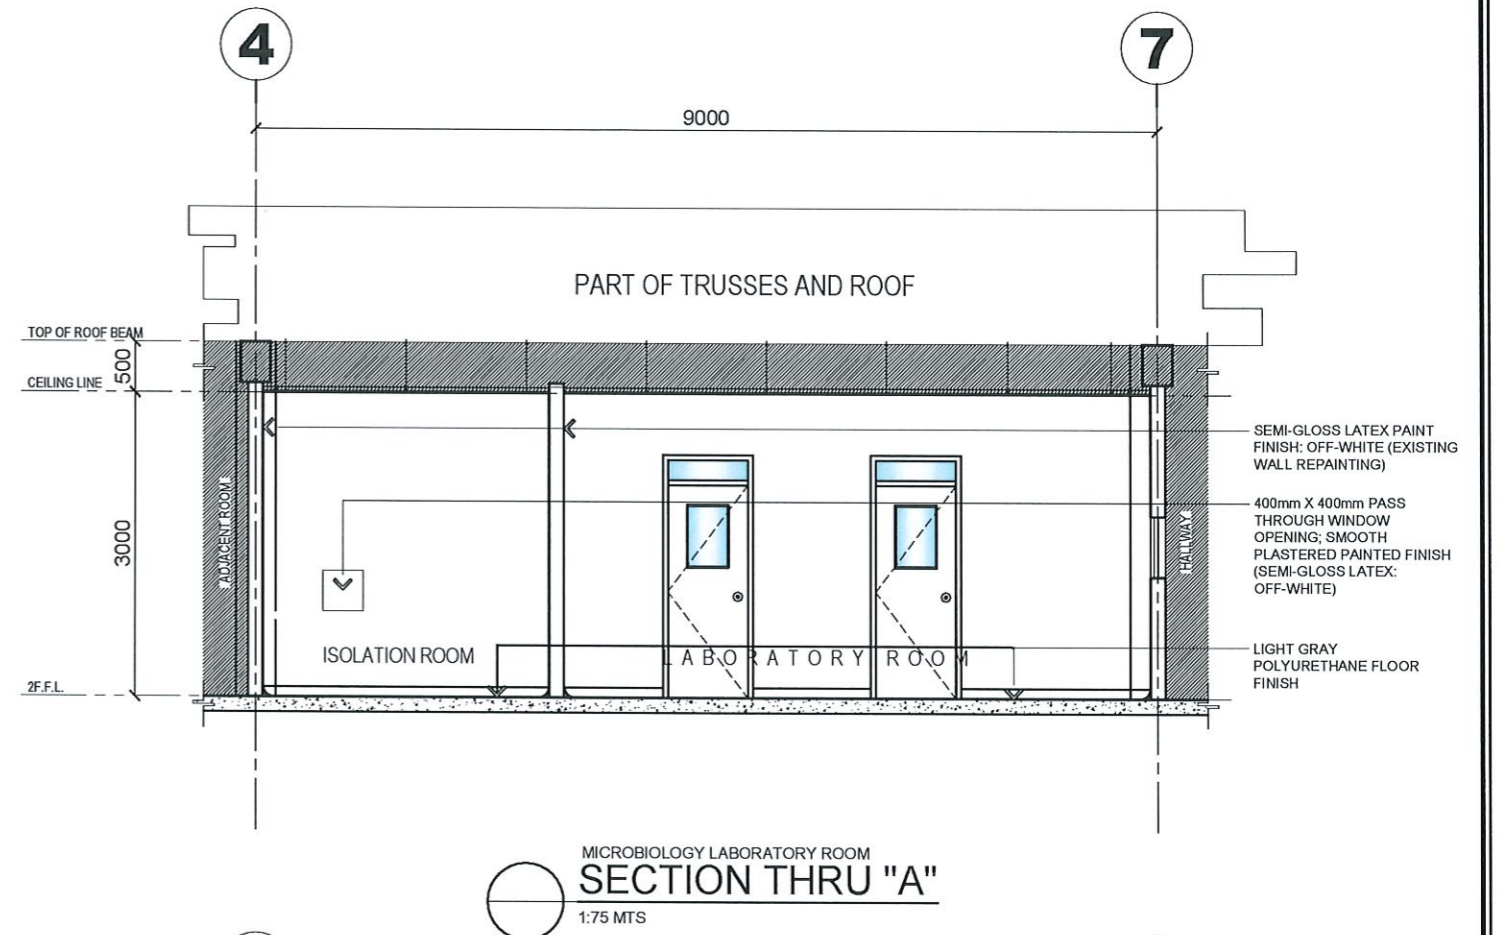 4
7
9000
PART OF TRUSSES AND ROOF
TOP OF ROOF BEAM
500
CEILING LINE
3000
ADJACENT ROOM
HALLWAY
SEMI-GLOSS LATEX PAINT
FINISH: OFF-WHITE (EXISTING
WALL REPAINTING)
400mm X 400mm PASS
THROUGH WINDOW
OPENING; SMOOTH
PLASTERED PAINTED FINISH
(SEMI-GLOSS LATEX:
OFF-WHITE)
ISOLATION ROOM
LABORATORY ROOM
LIGHT GRAY
POLYURETHANE FLOOR
FINISH
2F.F.L.
MICROBIOLOGY LABORATORY ROOM
SECTION THRU "A"
1:75 MTS